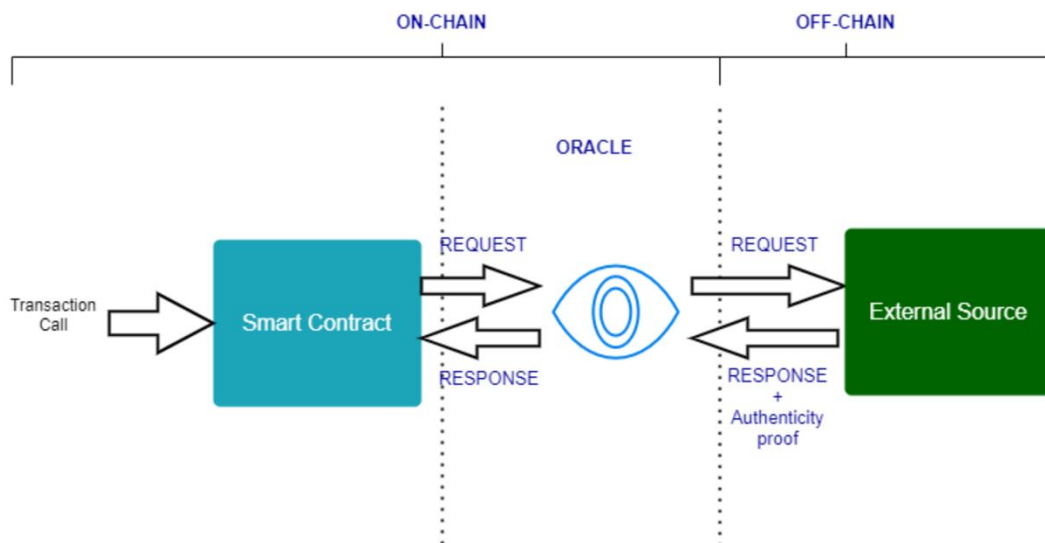 ON-CHAIN
OFF-CHAIN
ORACLE
REQUEST
REQUEST
Transaction
Call
Smart Contract
External Source
RESPONSE
RESPONSE
+
Authenticity
proof